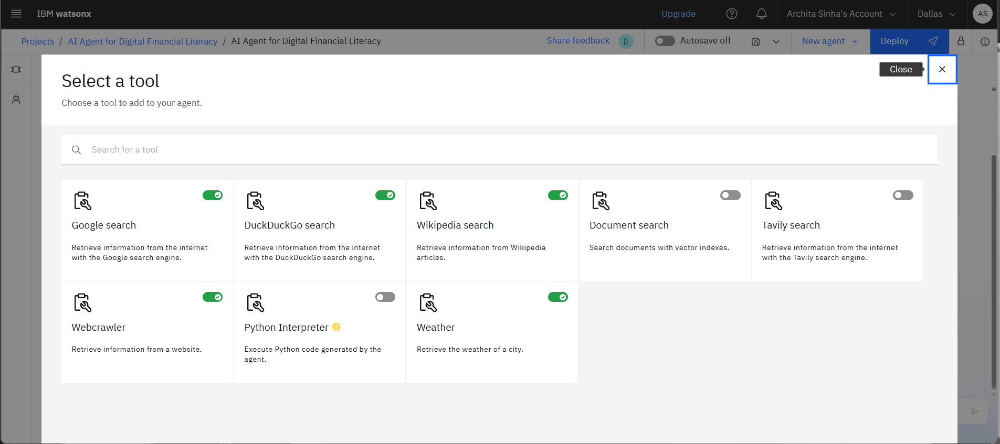 IBM watsonx
Upgrade
Archita Sinha's Account
Dallas
AS
Projects / AI Agent for Digital Financial Literacy / AI Agent for Digital Financial Literacy
Share feedback β
Autosave off
New agent +
Deploy
Select a tool
Close
Choose a tool to add to your agent.
Search for a tool
Google search
Retrieve information from the internet
with the Google search engine.
DuckDuckGo search
Retrieve information from the internet
with the DuckDuckGo search engine.
Wikipedia search
Retrieve information from Wikipedia
articles.
Document search
Search documents with vector indexes.
Tavily search
Retrieve information from the internet
with the Tavily search engine.
Webcrawler
Retrieve information from a website.
Python Interpreter
Execute Python code generated by the
agent.
Weather
Retrieve the weather of a city.